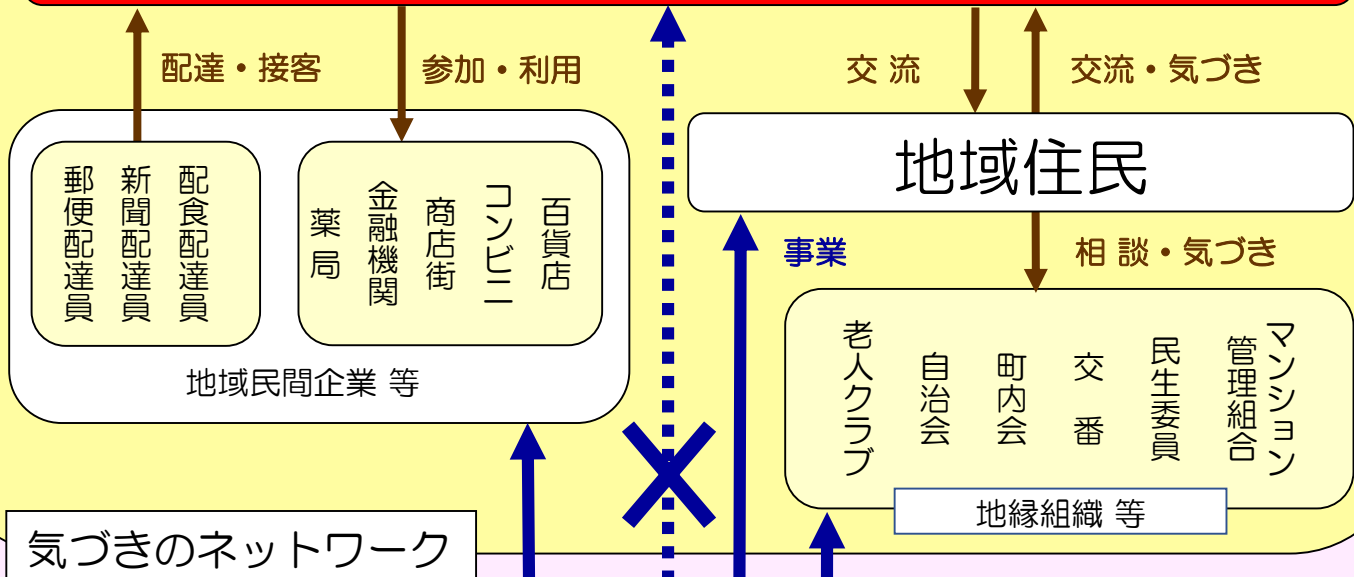 配達・接客
参加・利用
交 流
交流・気づき
郵便配達員
新聞配達員
配食配達員
薬局
金融機関
商店街
コンビニ
百貨店
地域民間企業 等
地域住民
事業
相 談・気づき
老人クラブ
自治会
町内会
交 番
民生委員
マンション
管理組合
地縁組織 等
気づきのネットワーク